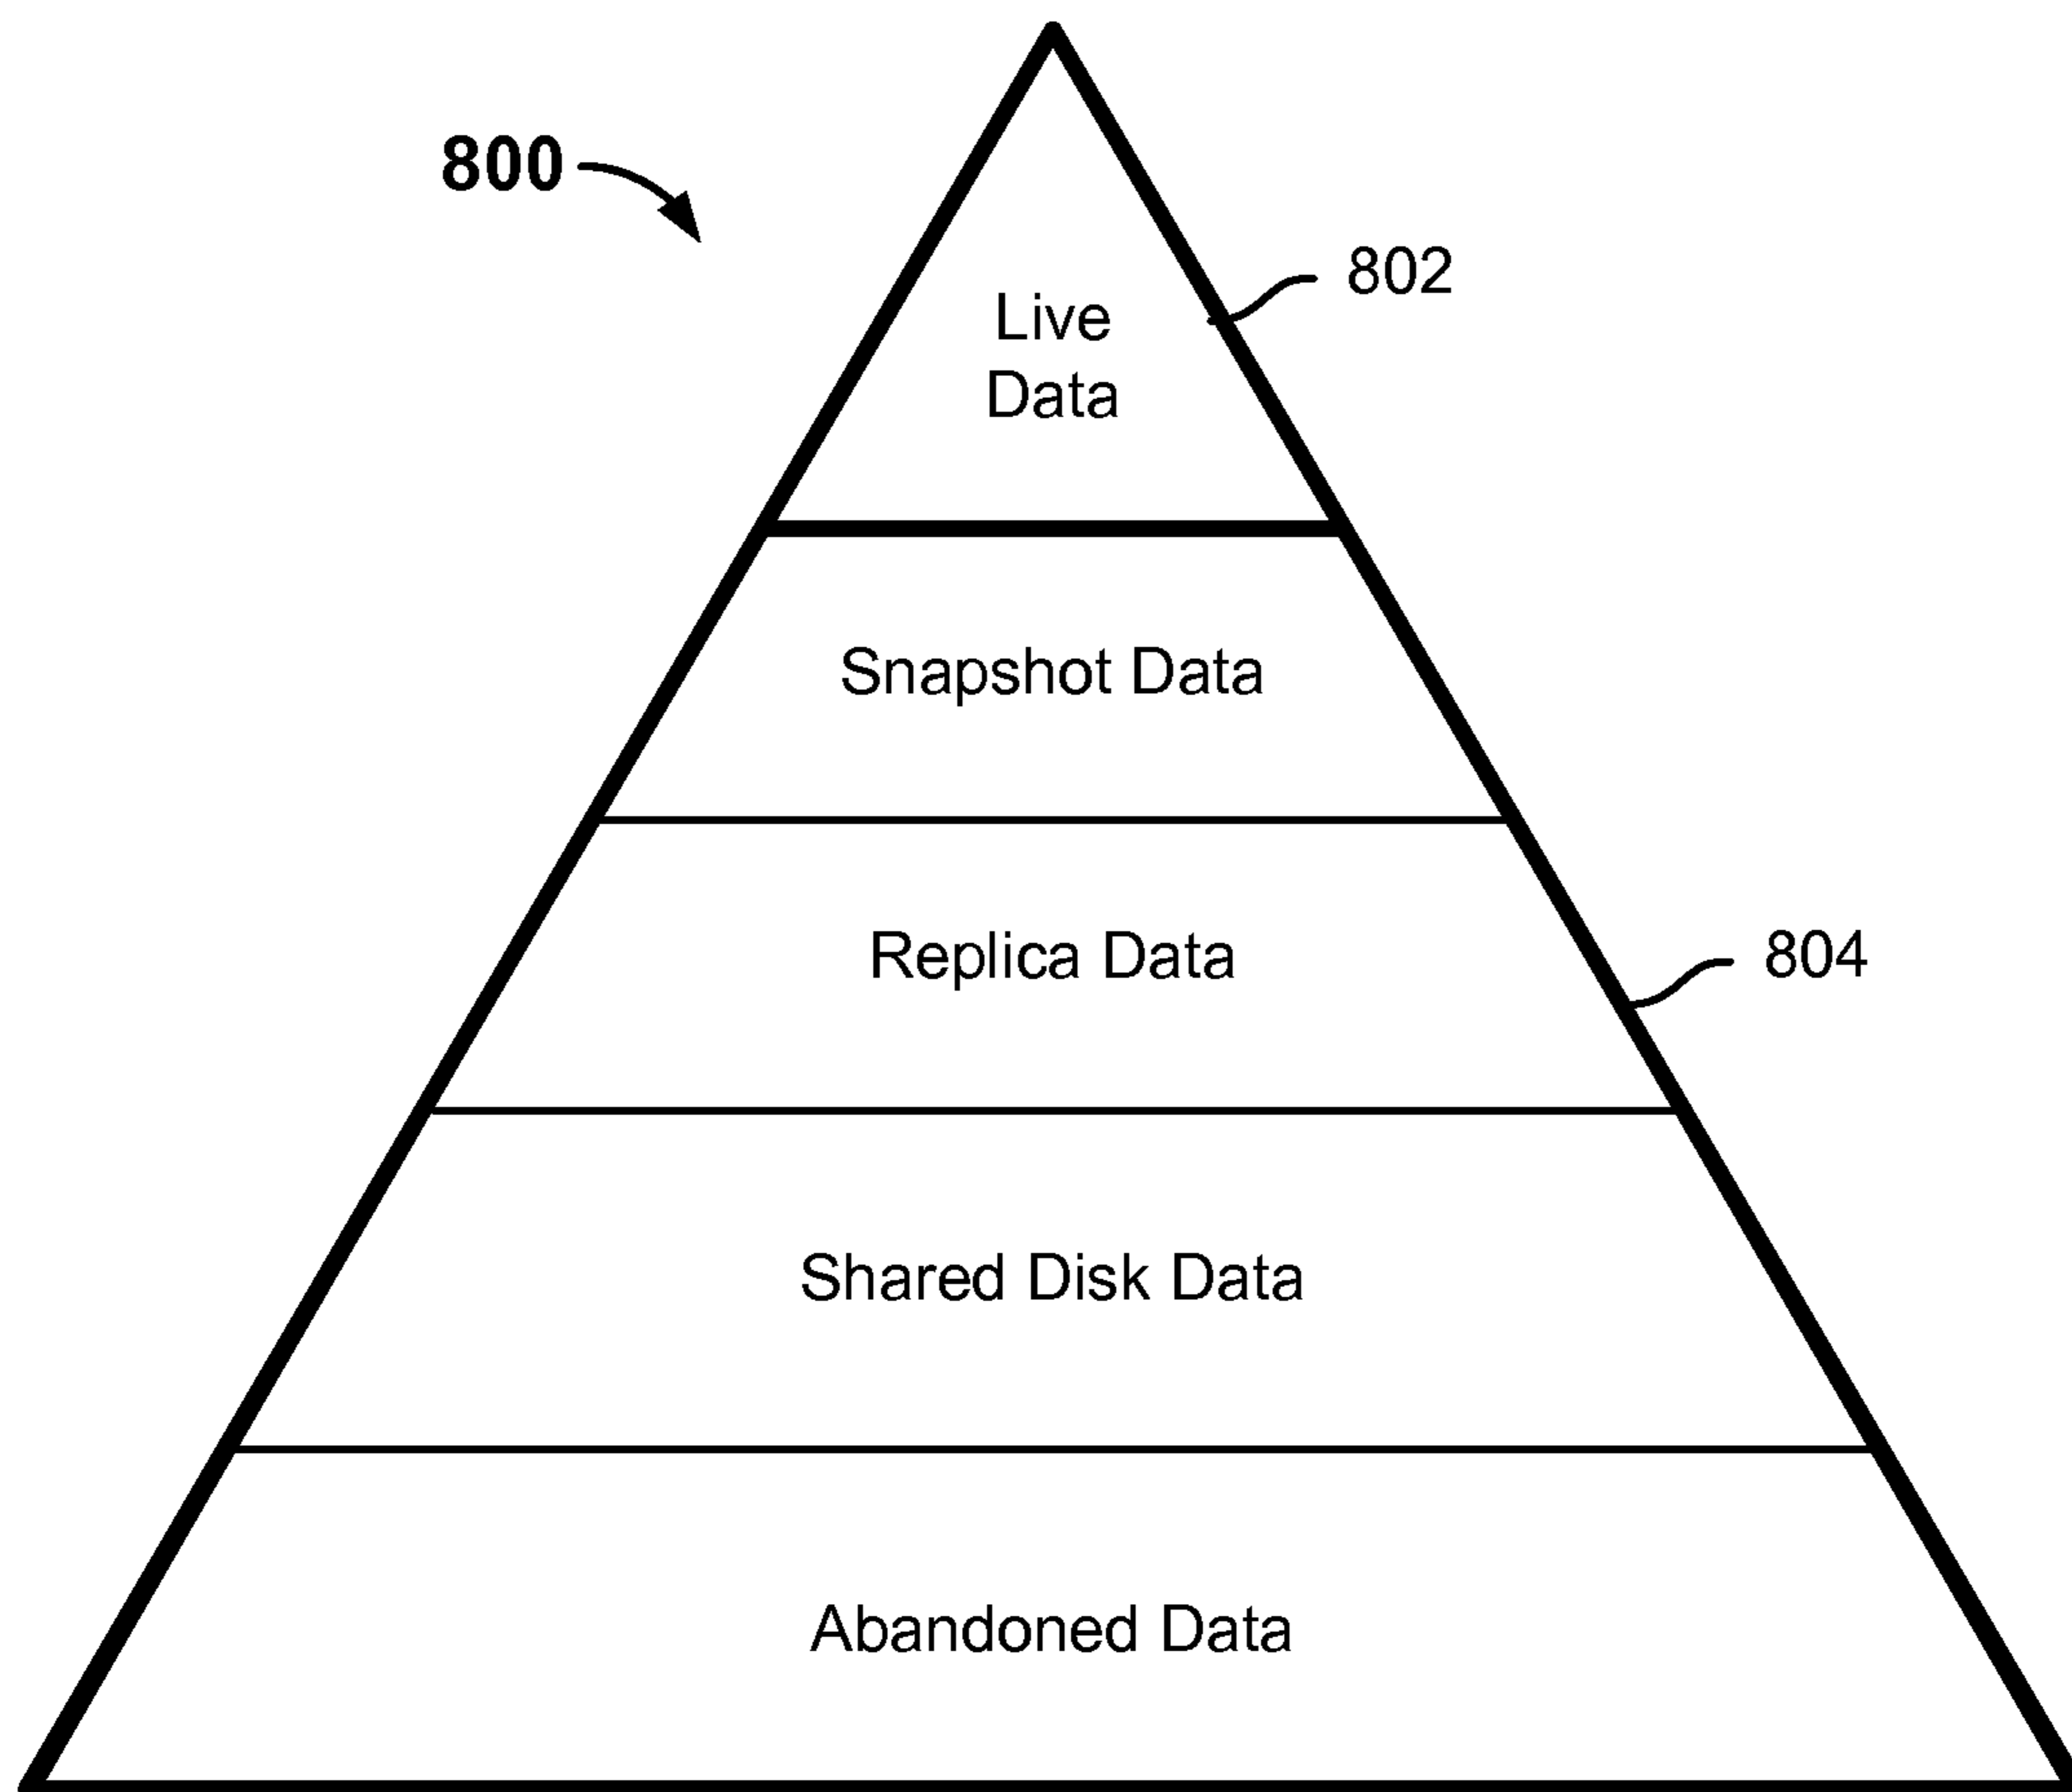 800
802
Live
Data
Snapshot Data
Replica Data
804
Shared Disk Data
Abandoned Data